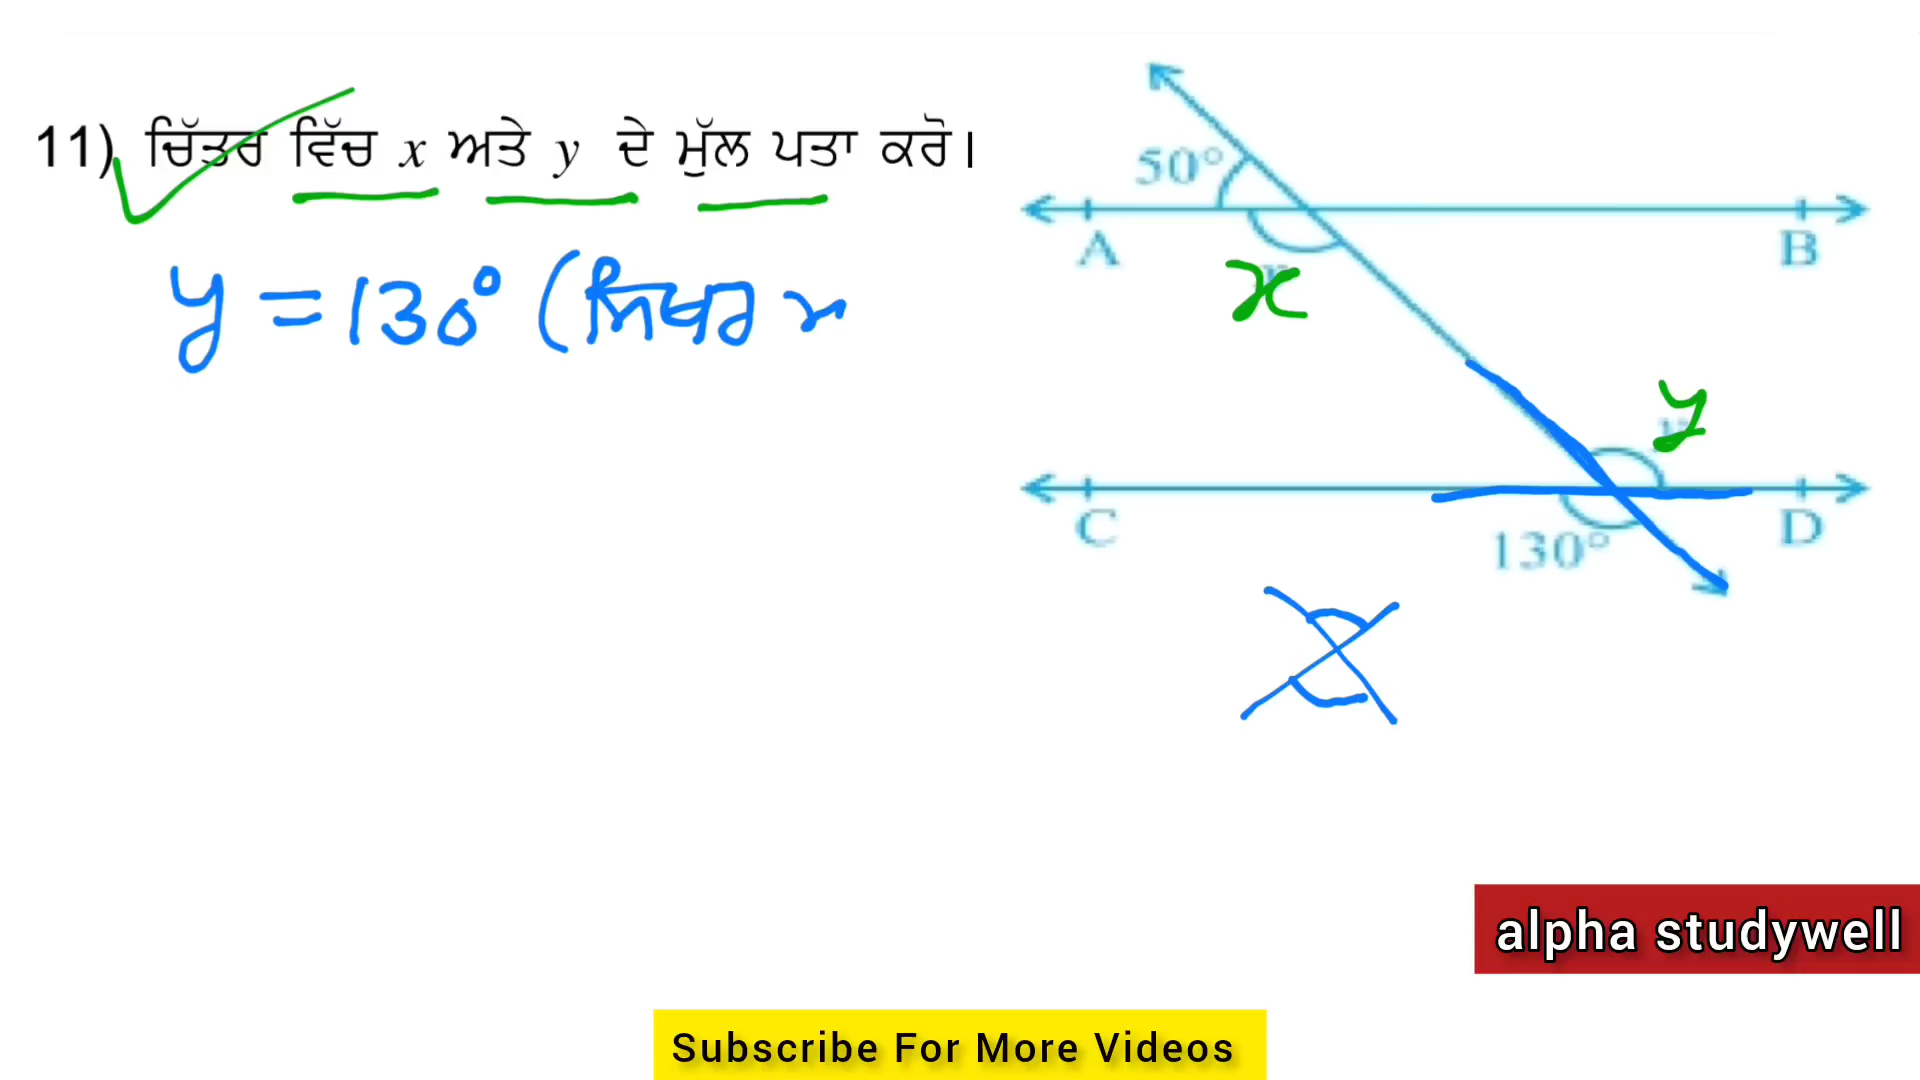 11) ਚਿੱਤਰ ਵਿੱਚ x ਅਤੇ y ਦੇ ਮੁੱਲ ਪਤਾ ਕਰੋ।
y = 130° (ਸਿਖਰ ਸ
50°
A
B
x
y
C
D
130°
alpha studywell
Subscribe For More Videos